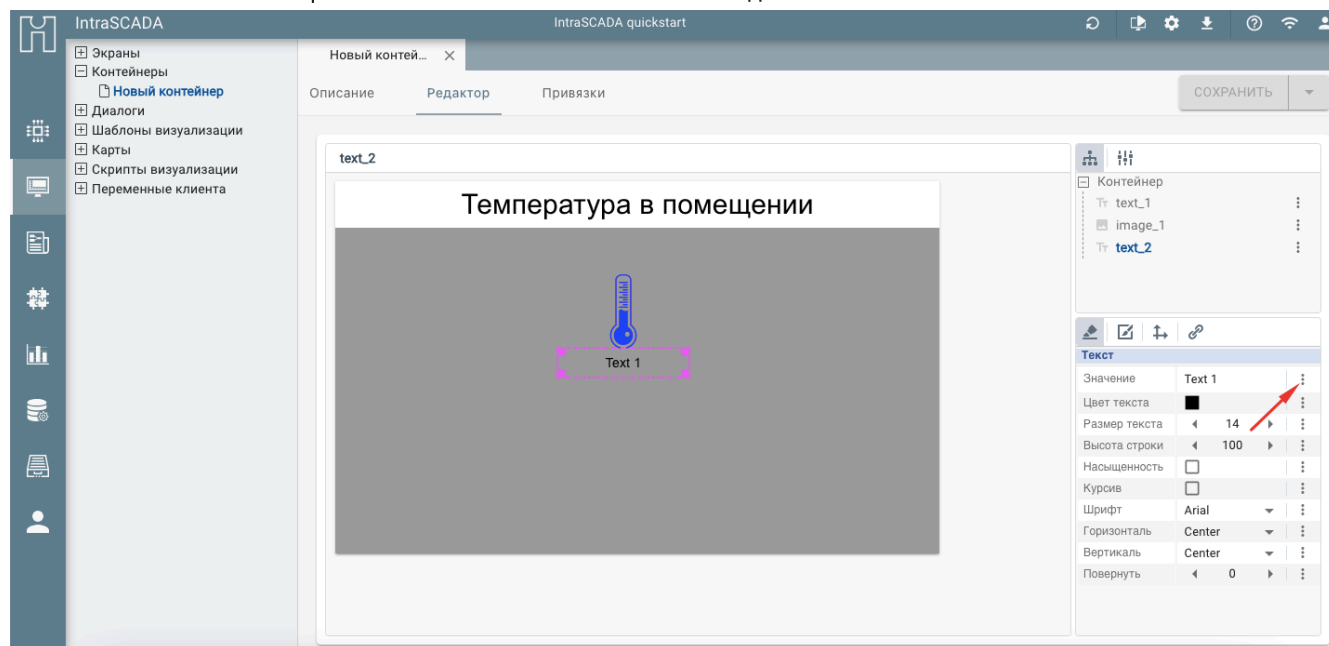 IntraSCADA
IntraSCADA quickstart
Экраны
Контейнеры
Новый контейнер
Диалоги
Шаблоны визуализации
Карты
Скрипты визуализации
Переменные клиента
Новый контей...
Описание Редактор Привязки
СОХРАНИТЬ
text_2
Температура в помещении
Text 1
Контейнер
Тт text_1
image_1
Тт text_2
Текст
Значение Text 1
Цвет текста
Размер текста 14
Высота строки 100
Насыщенность
Курсив
Шрифт Arial
Горизонталь Center
Вертикаль Center
Повернуть 0